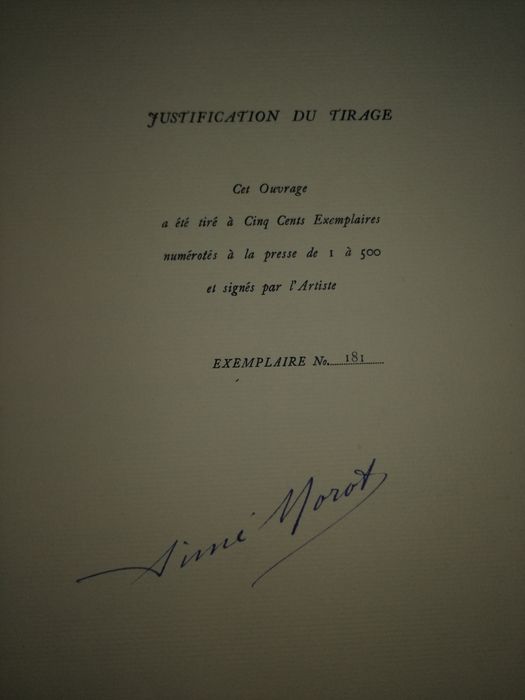 JUSTIFICATION DU TIRAGE
Cet Ouvrage
a été tiré à Cinq Cents Exemplaires
numérotés à la presse de 1 à 500
et signés par l'Artiste
EXEMPLAIRE No. 181
Aimé Morot